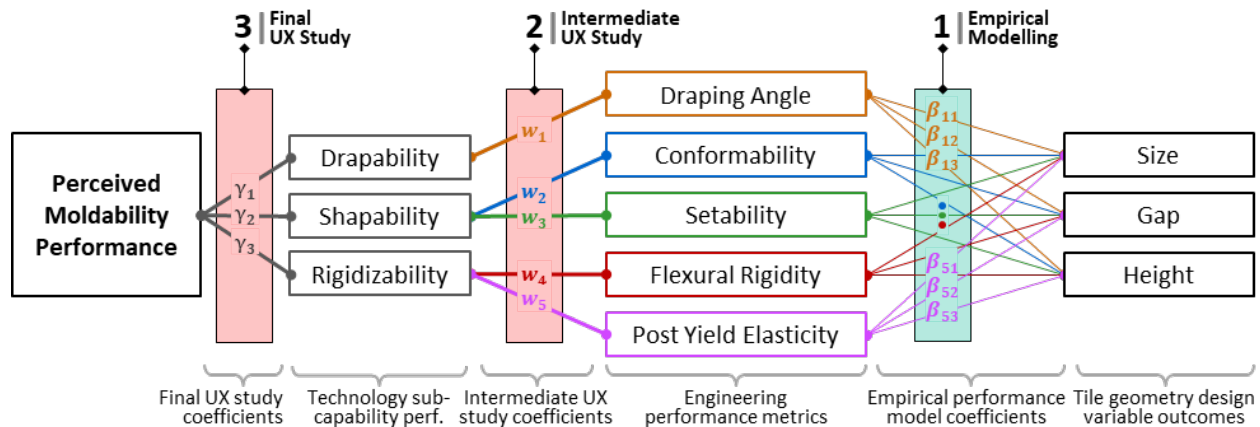 3 Final
UX Study
2 Intermediate
UX Study
1 Empirical
Modelling
Perceived
Moldability
Performance
γ₁
γ₂
γ₃
Drapability
Shapability
Rigidizability
w₁
w₂
w₃
w₄
w₅
Draping Angle
Conformability
Setability
Flexural Rigidity
Post Yield Elasticity
β₁₁
β₁₂
β₁₃
β₅₁
β₅₂
β₅₃
Size
Gap
Height
Final UX study
coefficients
Technology sub-
capability perf.
Intermediate UX
study coefficients
Engineering
performance metrics
Empirical performance
model coefficients
Tile geometry design
variable outcomes